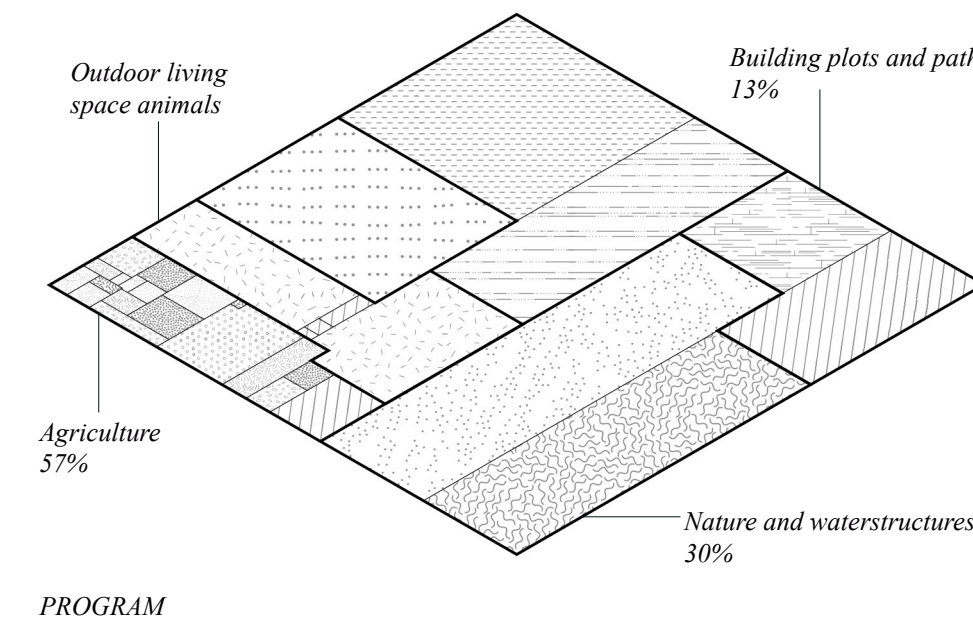 Outdoor living
space animals
Building plots and path
13%
Agriculture
57%
Nature and waterstructures
30%
PROGRAM